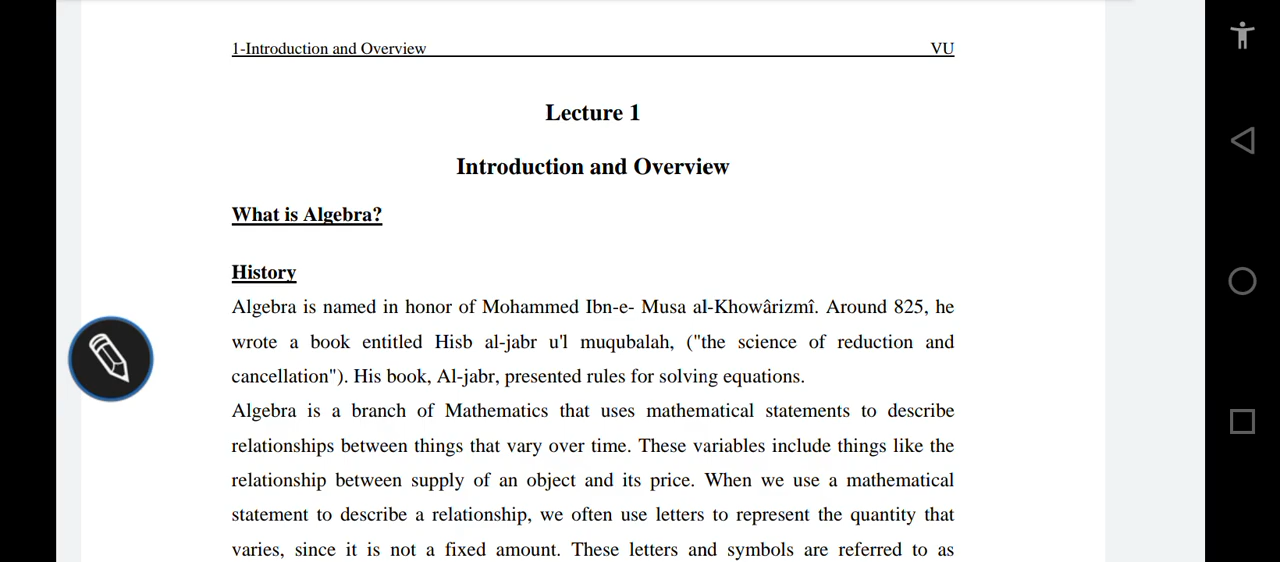 1-Introduction and Overview VU
Lecture 1
Introduction and Overview
What is Algebra?
History
Algebra is named in honor of Mohammed Ibn-e- Musa al-Khowârizmî. Around 825, he
wrote a book entitled Hisb al-jabr u'l muqubalah, ("the science of reduction and
cancellation"). His book, Al-jabr, presented rules for solving equations.
Algebra is a branch of Mathematics that uses mathematical statements to describe
relationships between things that vary over time. These variables include things like the
relationship between supply of an object and its price. When we use a mathematical
statement to describe a relationship, we often use letters to represent the quantity that
varies, since it is not a fixed amount. These letters and symbols are referred to as